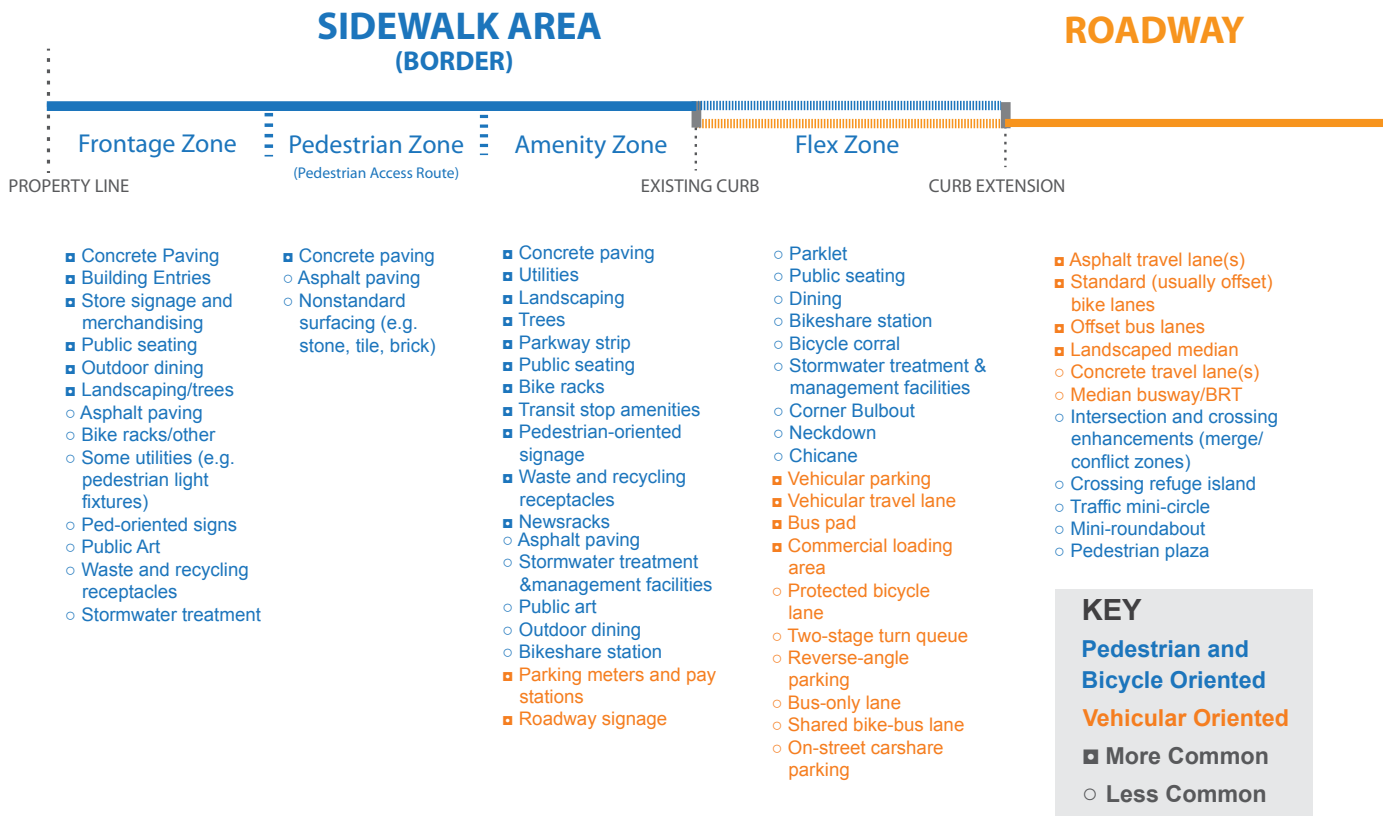 SIDEWALK AREA
(BORDER)
ROADWAY
Frontage Zone
Pedestrian Zone
(Pedestrian Access Route)
Amenity Zone
Flex Zone
PROPERTY LINE
EXISTING CURB
CURB EXTENSION
◘ Concrete Paving
◘ Building Entries
◘ Store signage and
merchandising
◘ Public seating
◘ Outdoor dining
◘ Landscaping/trees
○ Asphalt paving
○ Bike racks/other
○ Some utilities (e.g.
pedestrian light
fixtures)
○ Ped-oriented signs
○ Public Art
○ Waste and recycling
receptacles
○ Stormwater treatment
◘ Concrete paving
○ Asphalt paving
○ Nonstandard
surfacing (e.g.
stone, tile, brick)
◘ Concrete paving
◘ Utilities
◘ Landscaping
◘ Trees
◘ Parkway strip
◘ Public seating
◘ Bike racks
◘ Transit stop amenities
◘ Pedestrian-oriented
signage
◘ Waste and recycling
receptacles
◘ Newsracks
○ Asphalt paving
○ Stormwater treatment
&management facilities
○ Public art
○ Outdoor dining
○ Bikeshare station
◘ Parking meters and pay
stations
◘ Roadway signage
○ Parklet
○ Public seating
○ Dining
○ Bikeshare station
○ Bicycle corral
○ Stormwater treatment &
management facilities
○ Corner Bulbout
○ Neckdown
○ Chicane
◘ Vehicular parking
◘ Vehicular travel lane
◘ Bus pad
◘ Commercial loading
area
○ Protected bicycle
lane
○ Two-stage turn queue
○ Reverse-angle
parking
○ Bus-only lane
○ Shared bike-bus lane
○ On-street carshare
parking
◘ Asphalt travel lane(s)
◘ Standard (usually offset)
bike lanes
◘ Offset bus lanes
◘ Landscaped median
○ Concrete travel lane(s)
○ Median busway/BRT
○ Intersection and crossing
enhancements (merge/
conflict zones)
○ Crossing refuge island
○ Traffic mini-circle
○ Mini-roundabout
○ Pedestrian plaza
KEY
Pedestrian and
Bicycle Oriented
Vehicular Oriented
◘ More Common
○ Less Common